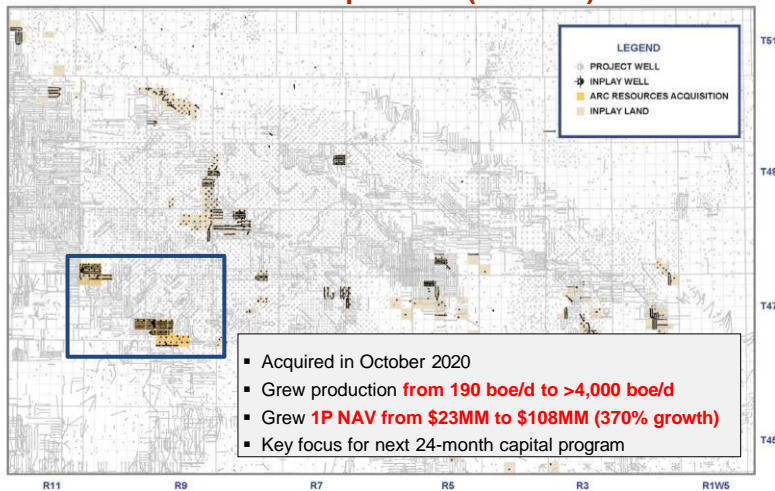 T51
LEGEND
PROJECT WELL
INPLAY WELL
ARC RESOURCES ACQUISITION
INPLAY LAND
T49
T47
▪ Acquired in October 2020
▪ Grew production from 190 boe/d to >4,000 boe/d
▪ Grew 1P NAV from $23MM to $108MM (370% growth)
▪ Key focus for next 24-month capital program
T45
R11 R9 R7 R5 R3 R1W5